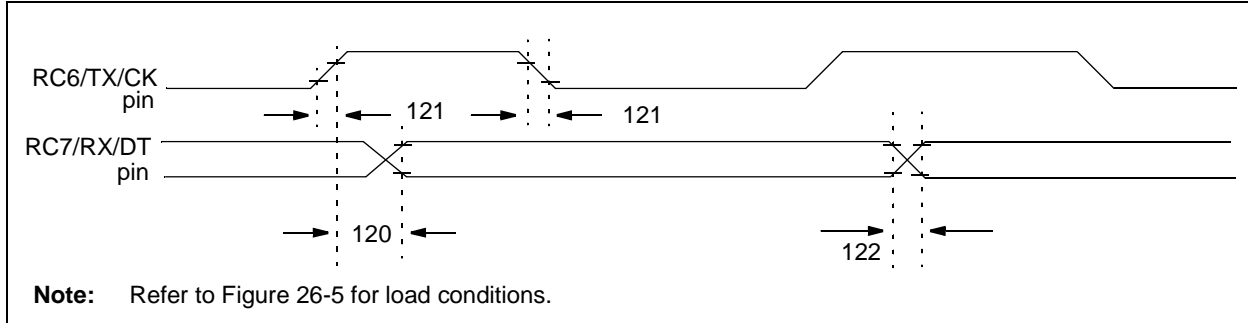 RC6/TX/CK
pin
121
121
RC7/RX/DT
pin
120
122
Note: Refer to Figure 26-5 for load conditions.